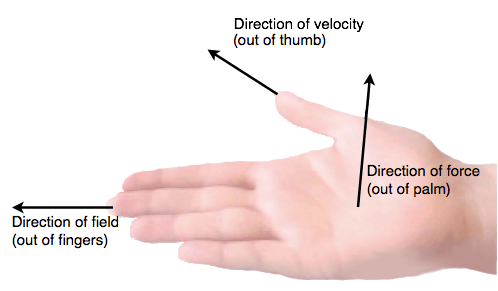 Direction of velocity
(out of thumb)
Direction of force
(out of palm)
Direction of field
(out of fingers)